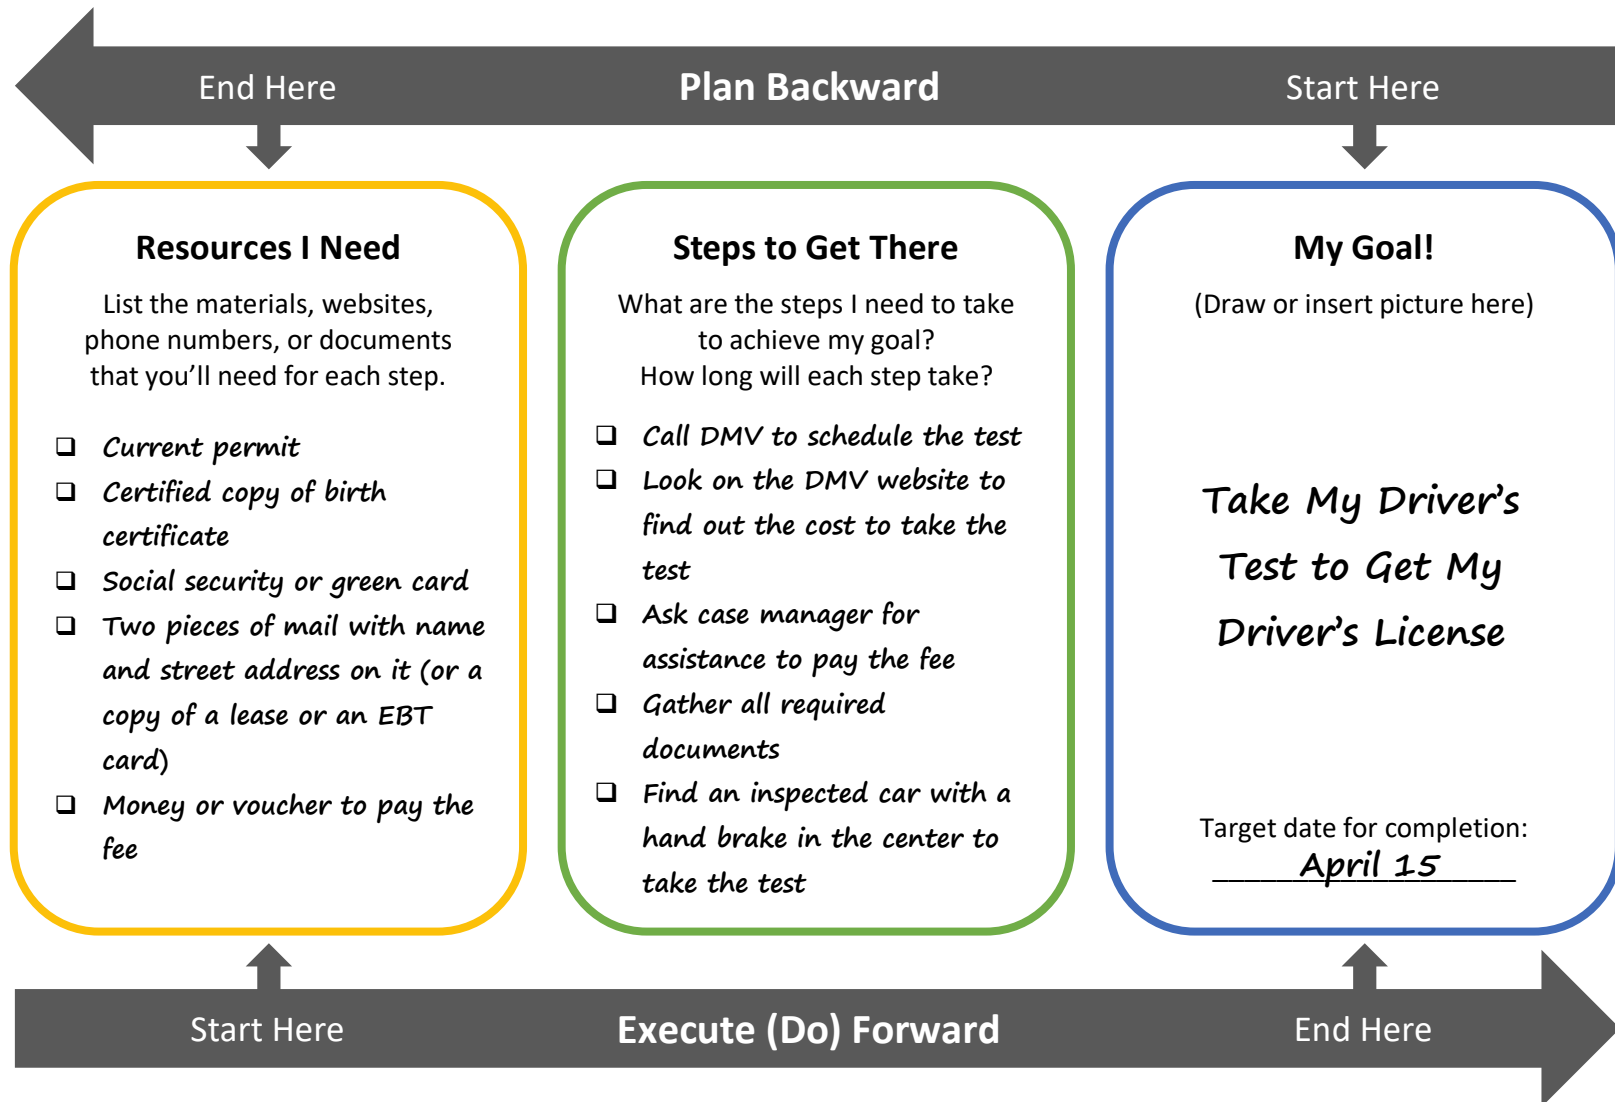 End Here Plan Backward Start Here
Resources I Need
List the materials, websites,
phone numbers, or documents
that you'll need for each step.
❑ Current permit
❑ Certified copy of birth
certificate
❑ Social security or green card
❑ Two pieces of mail with name
and street address on it (or a
copy of a lease or an EBT
card)
❑ Money or voucher to pay the
fee
Steps to Get There
What are the steps I need to take
to achieve my goal?
How long will each step take?
❑ Call DMV to schedule the test
❑ Look on the DMV website to
find out the cost to take the
test
❑ Ask case manager for
assistance to pay the fee
❑ Gather all required
documents
❑ Find an inspected car with a
hand brake in the center to
take the test
My Goal!
(Draw or insert picture here)
Take My Driver's
Test to Get My
Driver's License
Target date for completion:
April 15
Start Here Execute (Do) Forward End Here